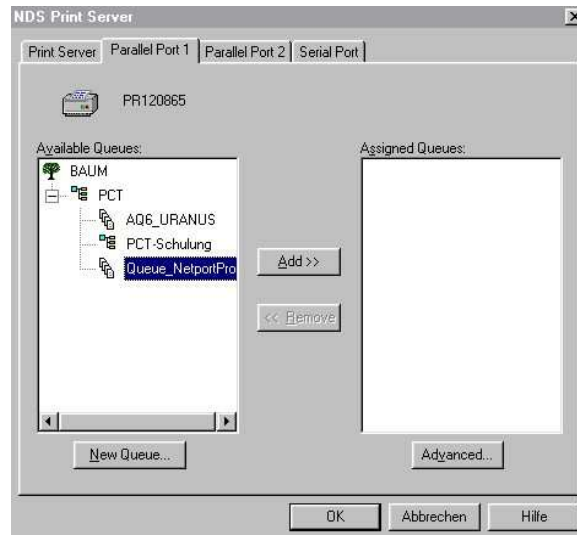 NDS Print Server
Print Server Parallel Port 1 Parallel Port 2 Serial Port
PR120865
Available Queues: Assigned Queues:
BAUM
PCT
AQ6_URANUS
PCT-Schulung
Queue_NetportPro
Add >>
<< Remove
New Queue... Advanced...
OK Abbrechen Hilfe